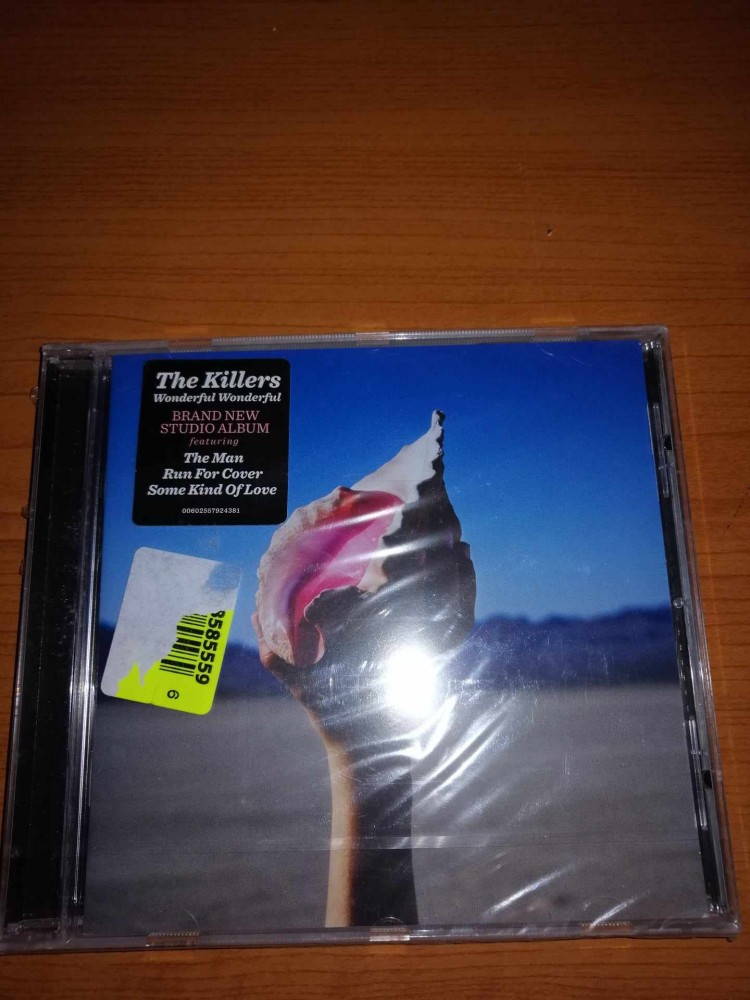 The Killers
Wonderful Wonderful
BRAND NEW
STUDIO ALBUM
featuring
The Man
Run For Cover
Some Kind Of Love
00602557924381
585559
6